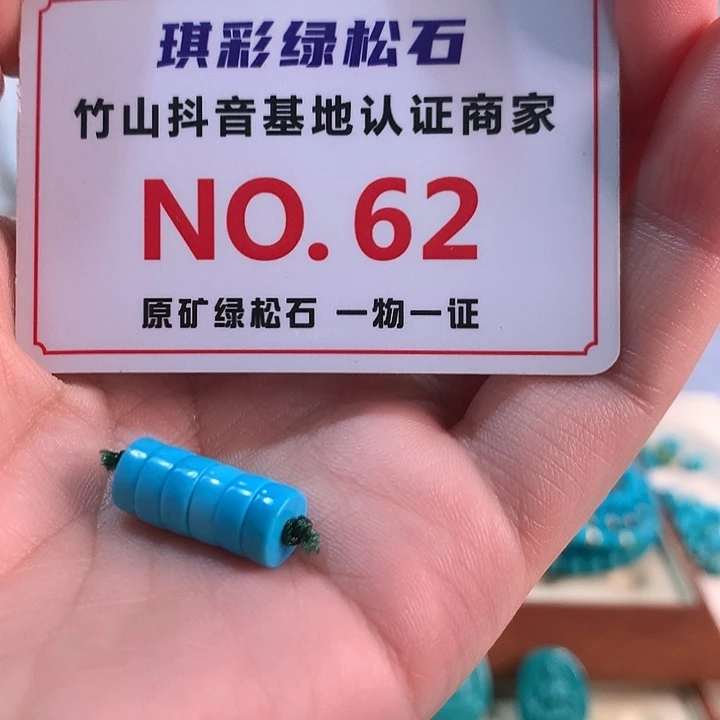 琪彩绿松石
竹山抖音基地认证商家
NO. 62
原矿绿松石 一物一证